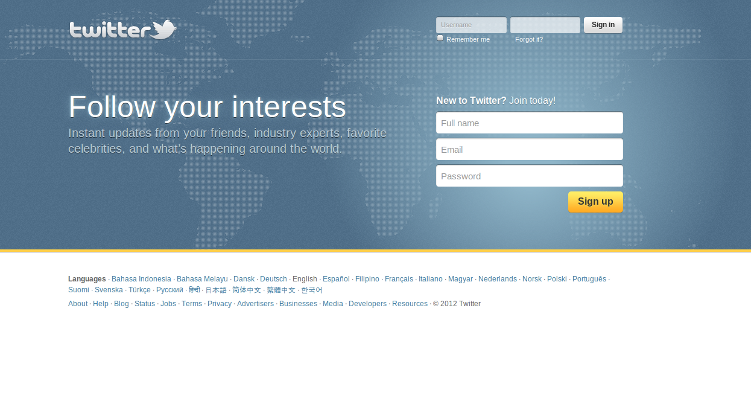 twitter
Username Sign in
Remember me Forgot it?
Follow your interests
Instant updates from your friends, industry experts, favorite
celebrities, and what's happening around the world.
New to Twitter? Join today!
Full name
Email
Password
Sign up
Languages · Bahasa Indonesia · Bahasa Melayu · Dansk · Deutsch · English · Español · Filipino · Français · Italiano · Magyar · Nederlands · Norsk · Polski · Português ·
Suomi · Svenska · Türkçe · Русский · हिन्दी · 日本語 · 简体中文 · 繁體中文 · 한국어
About · Help · Blog · Status · Jobs · Terms · Privacy · Advertisers · Businesses · Media · Developers · Resources · © 2012 Twitter